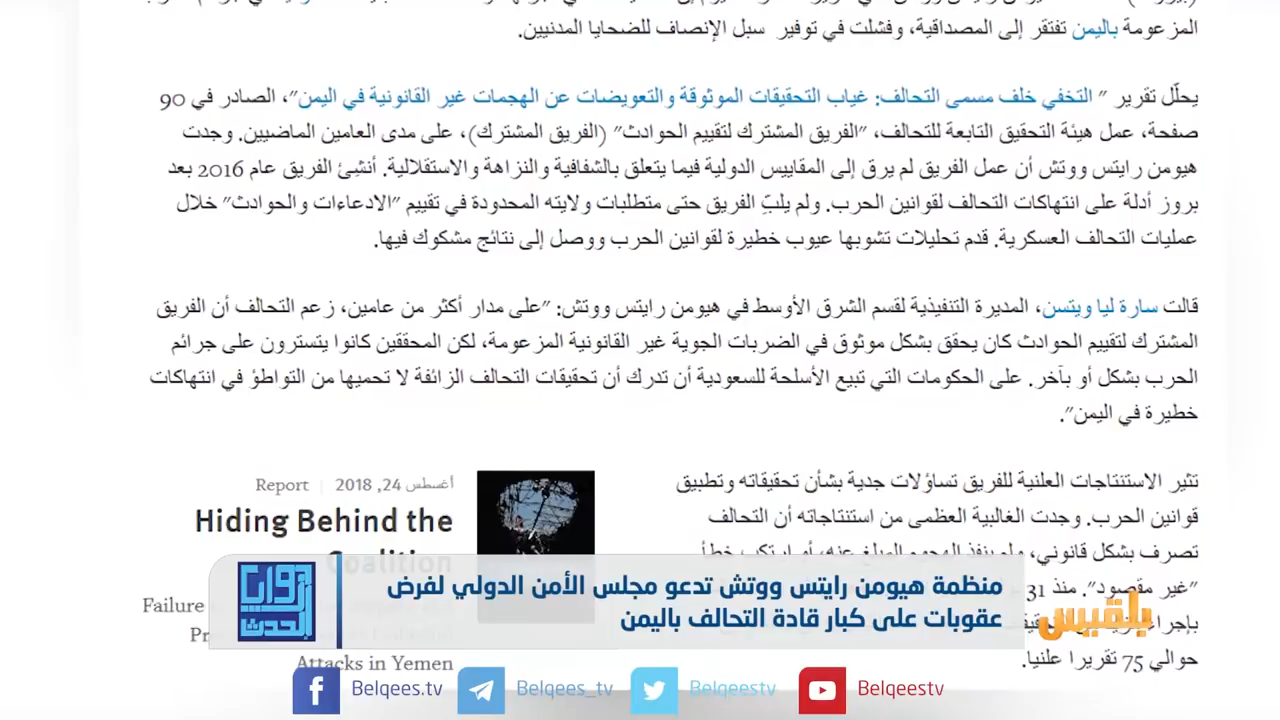 المزعومة باليمن تفتقر إلى المصداقية، وفشلت في توفير سبل الإنصاف للضحايا المدنيين.
يحلّل تقرير "التخفي خلف مسمى التحالف: غياب التحقيقات الموثوقة والتعويضات عن الهجمات غير القانونية في اليمن"، الصادر في 90
صفحة، عمل هيئة التحقيق التابعة للتحالف، "الفريق المشترك لتقييم الحوادث" (الفريق المشترك)، على مدى العامين الماضيين. وجدت
هيومن رايتس ووتش أن عمل الفريق لم يرق إلى المقاييس الدولية فيما يتعلق بالشفافية والنزاهة والاستقلالية. أنشِئ الفريق عام 2016 بعد
بروز أدلة على انتهاكات التحالف لقوانين الحرب. ولم يلبِّ الفريق حتى متطلبات ولايته المحدودة في تقييم "الادعاءات والحوادث" خلال
عمليات التحالف العسكرية. قدم تحليلات تشوبها عيوب خطيرة لقوانين الحرب ووصل إلى نتائج مشكوك فيها.
قالت سارة ليا ويتسن، المديرة التنفيذية لقسم الشرق الأوسط في هيومن رايتس ووتش: "على مدار أكثر من عامين، زعم التحالف أن الفريق
المشترك لتقييم الحوادث كان يحقق بشكل موثوق في الضربات الجوية غير القانونية المزعومة، لكن المحققين كانوا يتسترون على جرائم
الحرب بشكل أو بآخر. على الحكومات التي تبيع الأسلحة للسعودية أن تدرك أن تحقيقات التحالف الزائفة لا تحميها من التواطؤ في انتهاكات
خطيرة في اليمن".
تثير الاستنتاجات العلنية للفريق تساؤلات جدية بشأن تحقيقاته وتطبيق
قوانين الحرب. وجدت الغالبية العظمى من استنتاجاته أن التحالف
تصرف بشكل قانوني، ولم ينفذ الهجوم المبلغ عنه، أو ارتكب خطأ
"غير مقصود". منذ 31
بإجراء
حوالي 75 تقريرا علنيا.
أغسطس 24, 2018 | Report
Hiding Behind the
Coalition
Failure
Attacks in Yemen
منظمة هيومن رايتس ووتش تدعو مجلس الأمن الدولي لفرض
عقوبات على كبار قادة التحالف باليمن
بلقيس
Belqees.tv
Belqees_tv
Belqeestv
Belqeestv